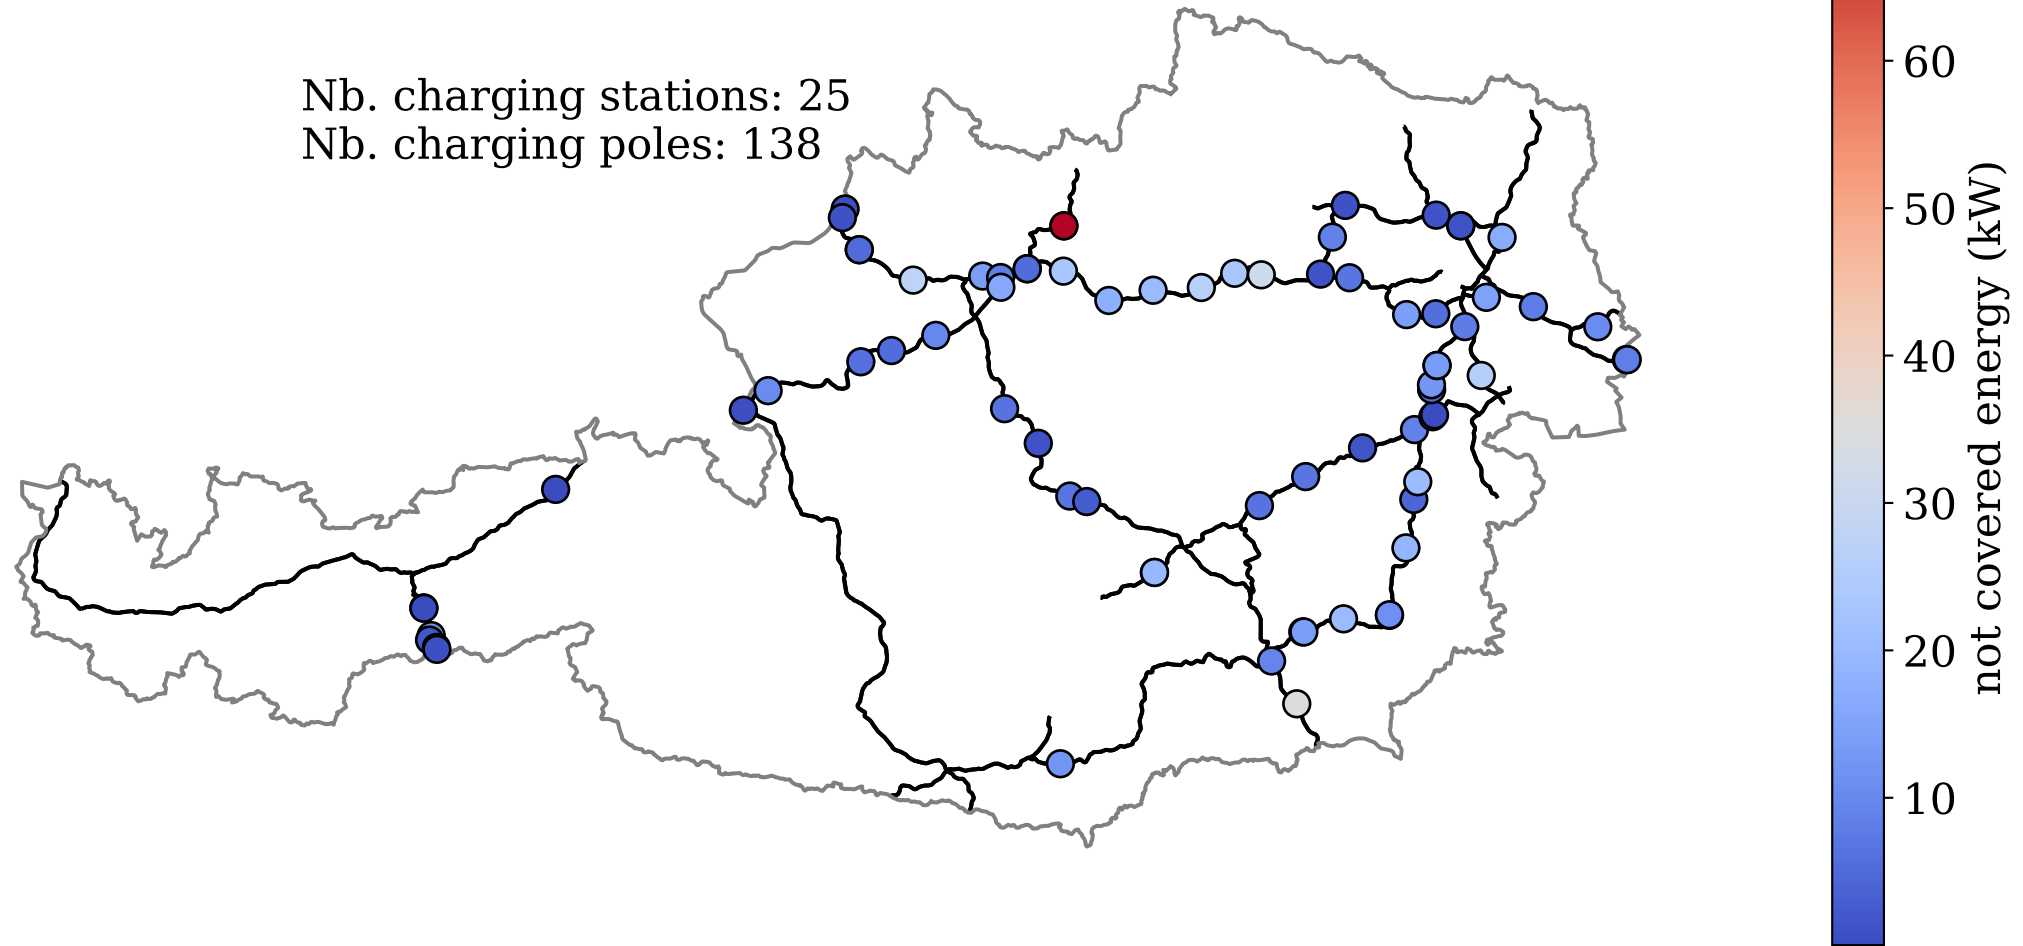 Nb. charging stations: 25
Nb. charging poles: 138
60
50
40
30
20
10
not covered energy (kW)